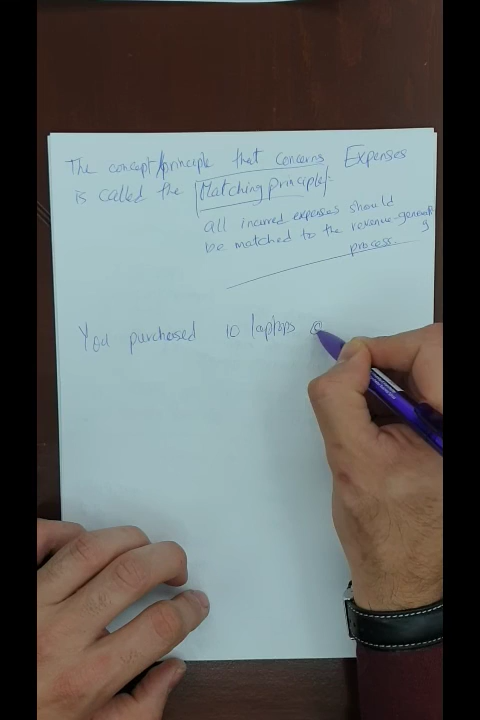 The concept/principle that concerns Expenses
is called the Matching principle:
all incurred expenses should
be matched to the revenue-generating
process
You purchased 10 laptops @